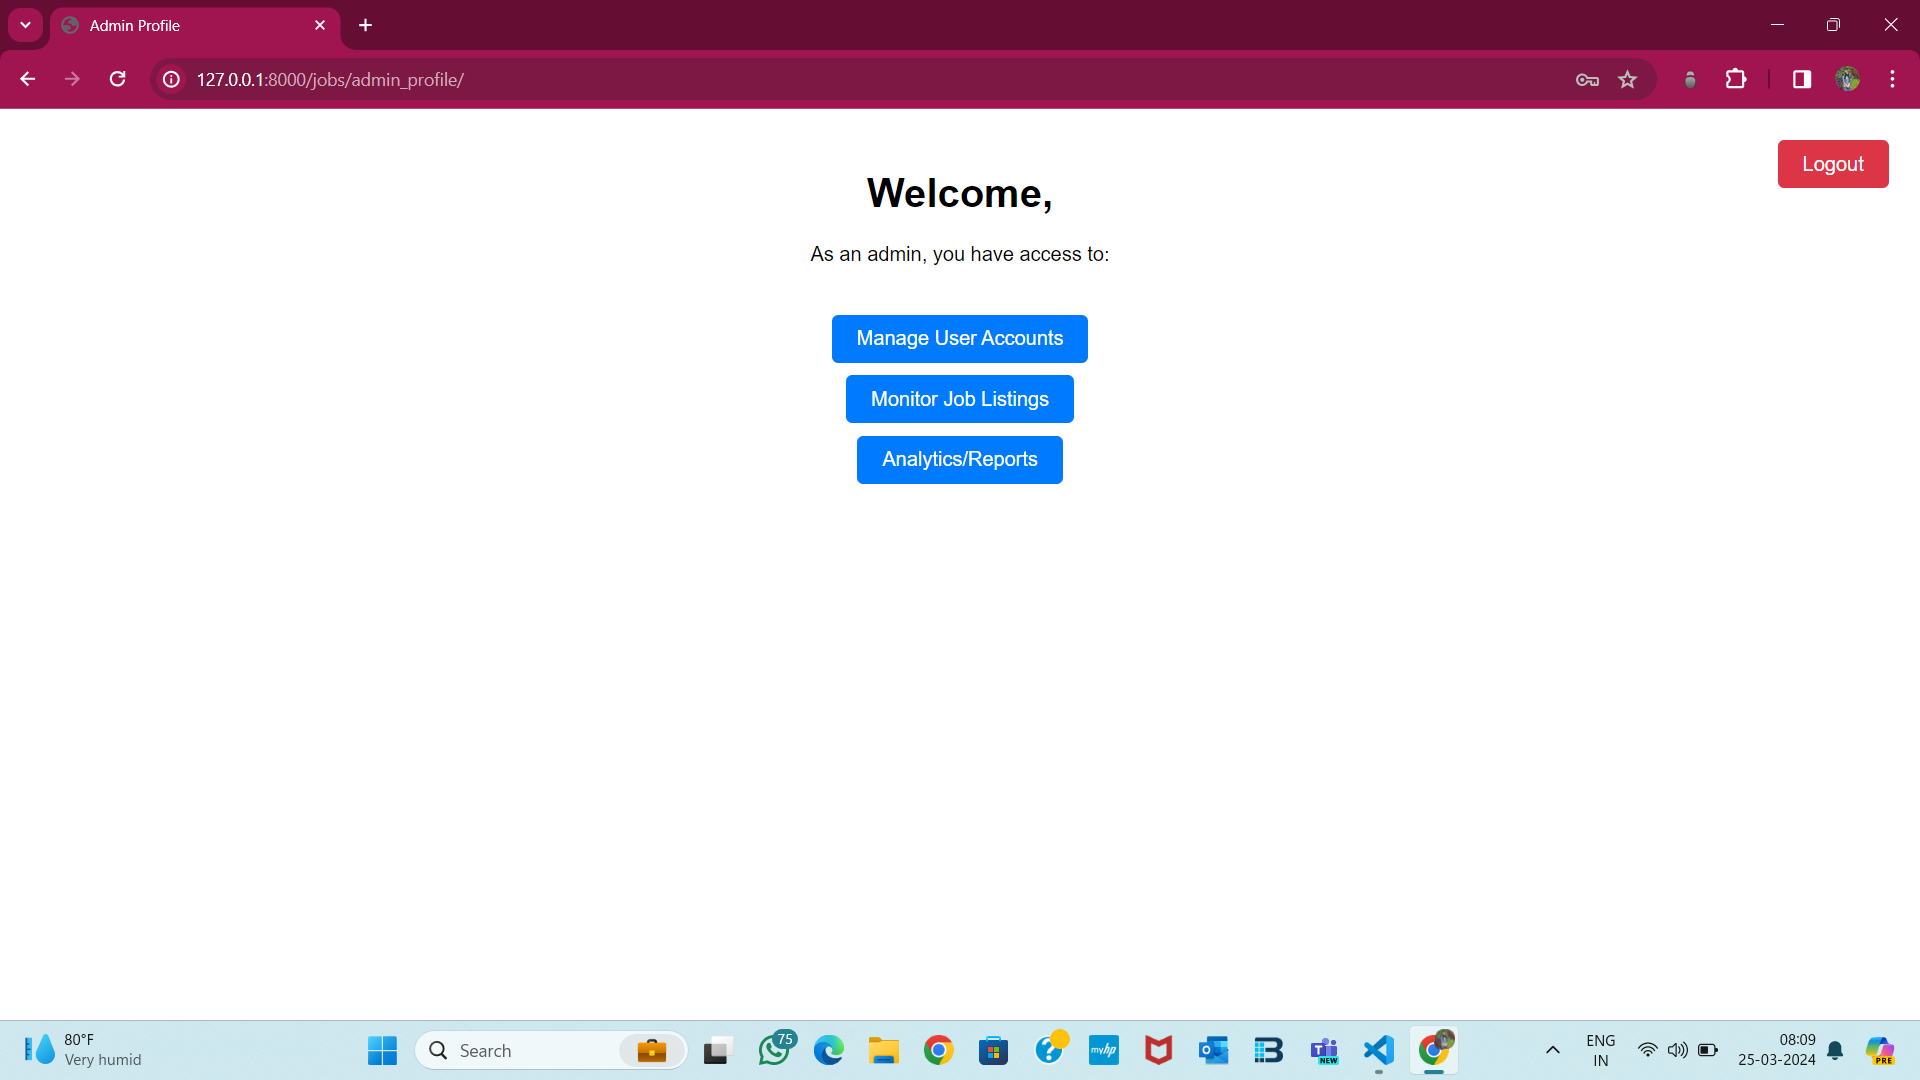 Admin Profile
127.0.0.1:8000/jobs/admin_profile/
Logout
Welcome,
As an admin, you have access to:
Manage User Accounts
Monitor Job Listings
Analytics/Reports
80°F
Very humid
Search
75
myhp
NEW
ENG
IN
08:09
25-03-2024
PRE